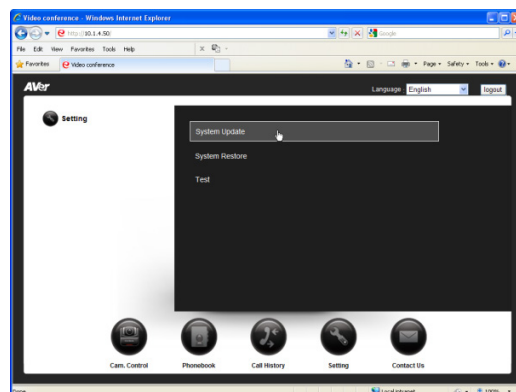 Video conference - Windows Internet Explorer
http://10.1.4.50/
Google
File Edit View Favorites Tools Help
Favorites Video conference
Page Safety Tools
AVer
Language : English logout
Setting
System Update
System Restore
Test
Cam. Control Phonebook Call History Setting Contact Us
Done Local intranet 100%